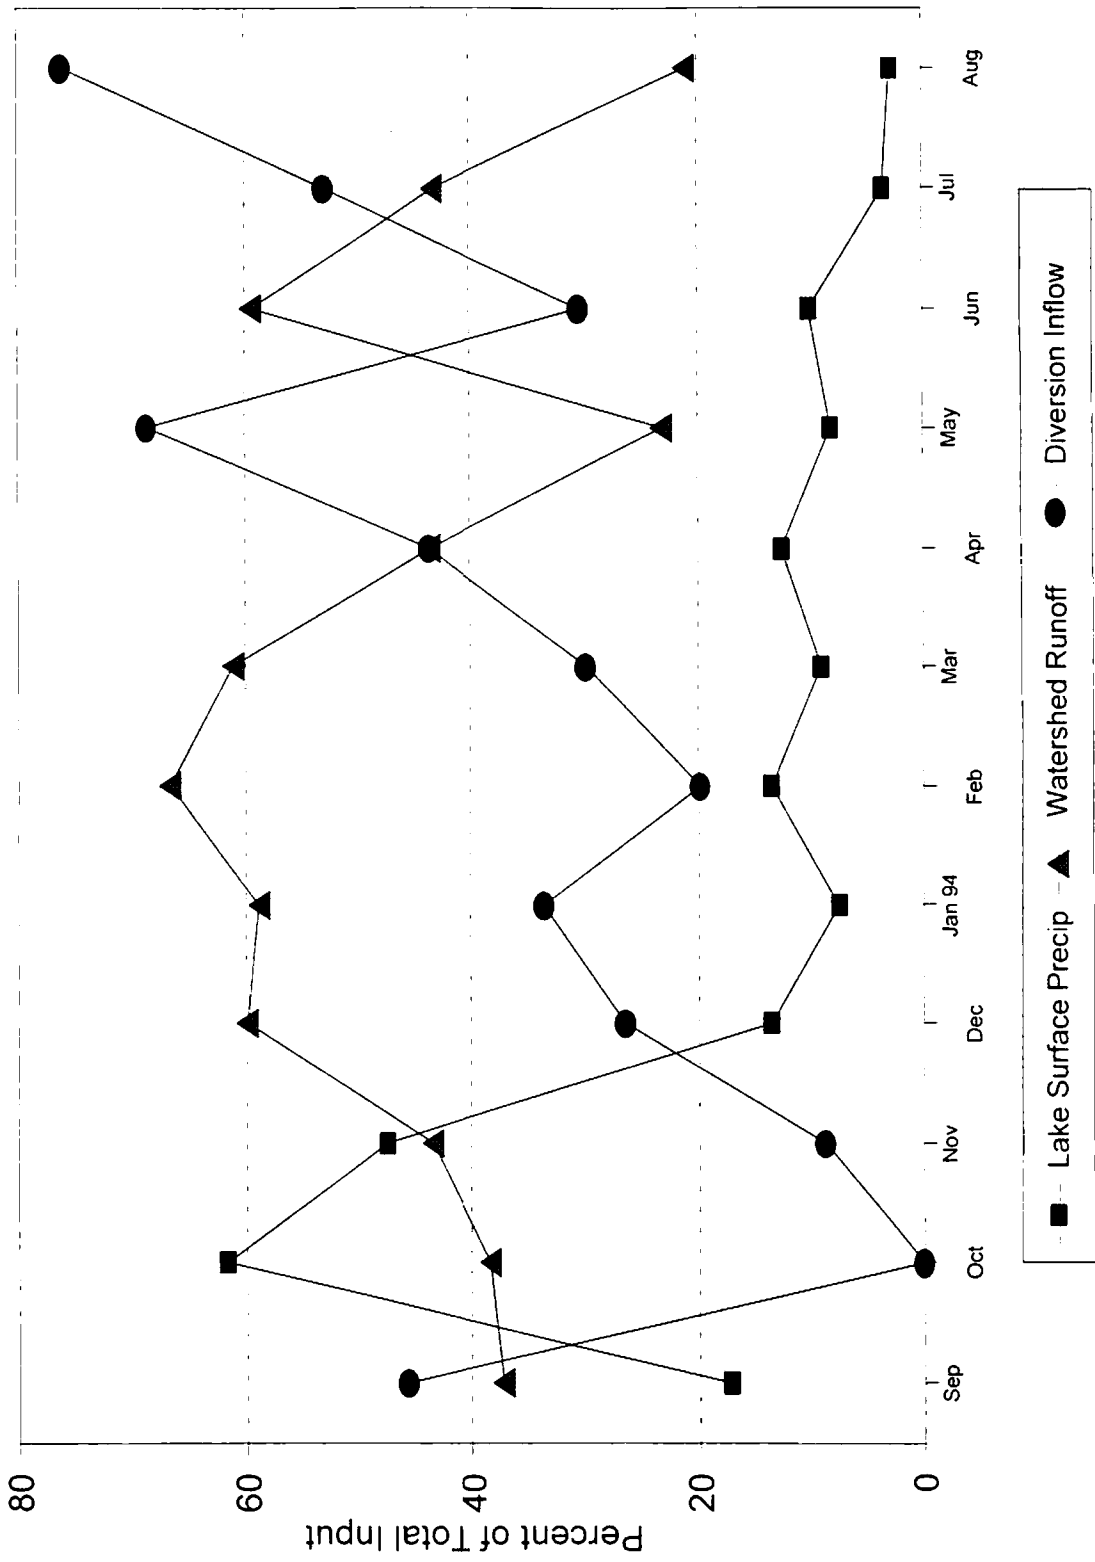 Percent of Total Input
80
60
40
20
0
Sep
Oct
Nov
Dec
Jan 94
Feb
Mar
Apr
May
Jun
Jul
Aug
Lake Surface Precip
Watershed Runoff
Diversion Inflow